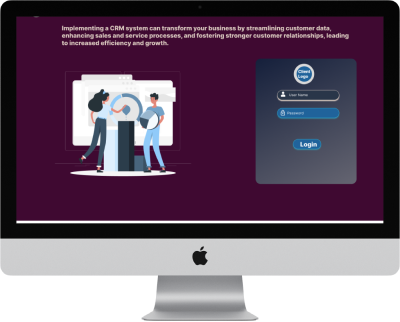 Implementing a CRM system can transform your business by streamlining customer data,
enhancing sales and service processes, and fostering stronger customer relationships, leading
to increased efficiency and growth.
Client
Logo
User Name
Password
Login